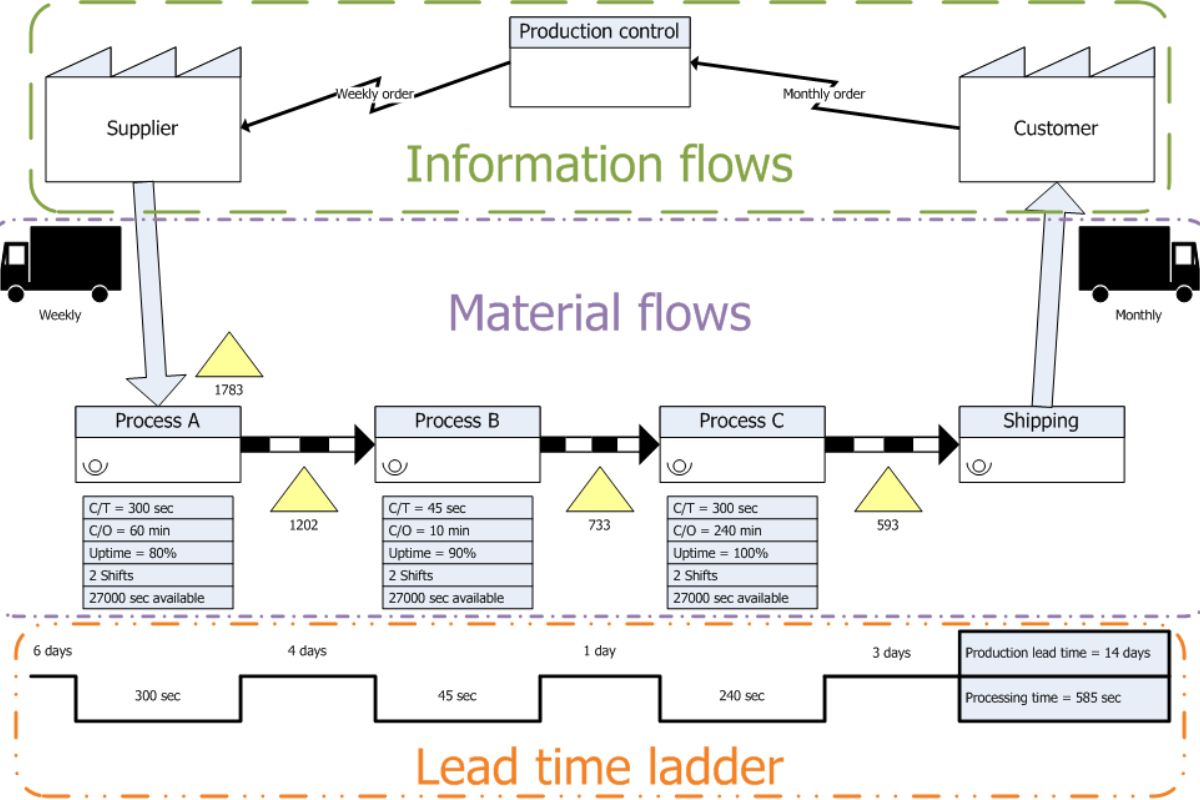 Production control
Weekly order
Monthly order
Supplier
Customer
Information flows
Weekly
Material flows
Monthly
1783
Process A
Process B
Process C
Shipping
1202
733
593
C/T = 300 sec
C/O = 60 min
Uptime = 80%
2 Shifts
27000 sec available
C/T = 45 sec
C/O = 10 min
Uptime = 90%
2 Shifts
27000 sec available
C/T = 300 sec
C/O = 240 min
Uptime = 100%
2 Shifts
27000 sec available
6 days
4 days
1 day
3 days
Production lead time = 14 days
300 sec
45 sec
240 sec
Processing time = 585 sec
Lead time ladder